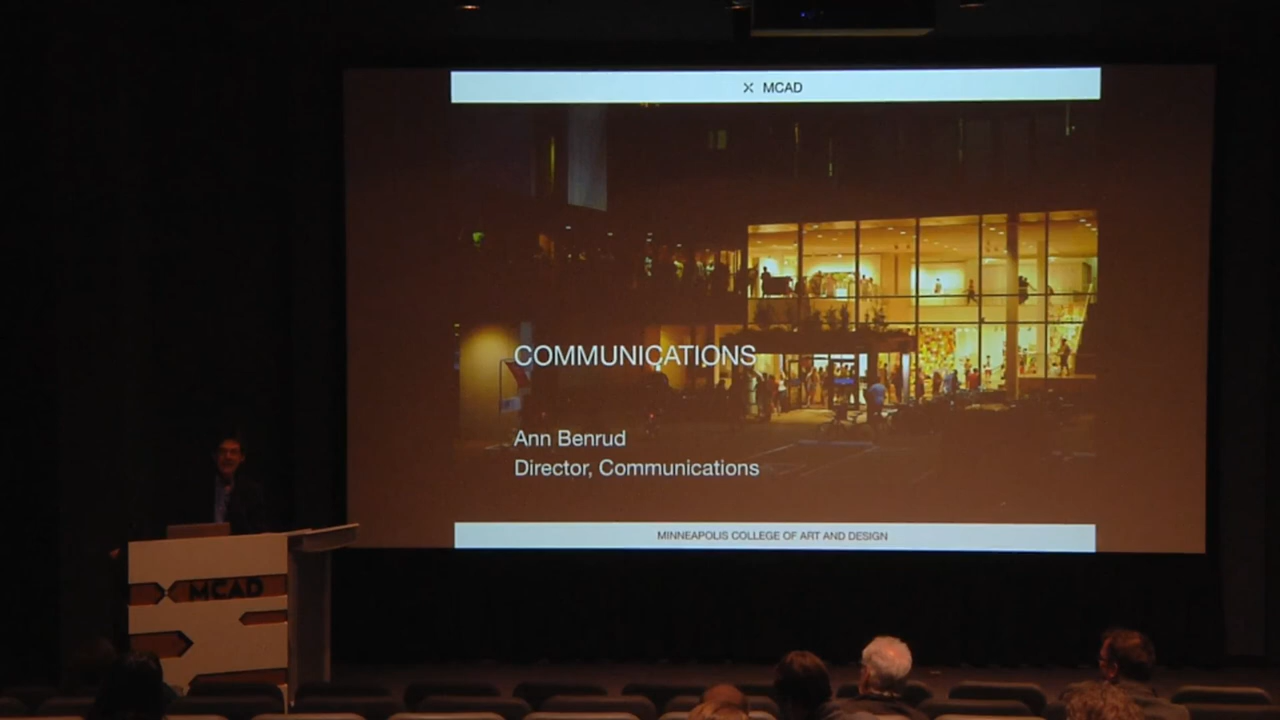 MCAD
COMMUNICATIONS
Ann Benrud
Director, Communications
MINNEAPOLIS COLLEGE OF ART AND DESIGN
MCAD